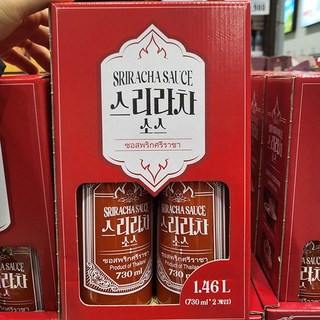 SRIRACHA SAUCE
스리라차
소스
ซอสพริกศรีราชา
SRIRACHA SAUCE
스리라차
소스
ซอสพริกศรีราชา
Product of Thailand
730 ml
SRIRACHA SAUCE
스리라차
소스
ซอสพริกศรีราชา
Product of Thailand
730 ml
1.46 L
(730 ml * 2 개입)